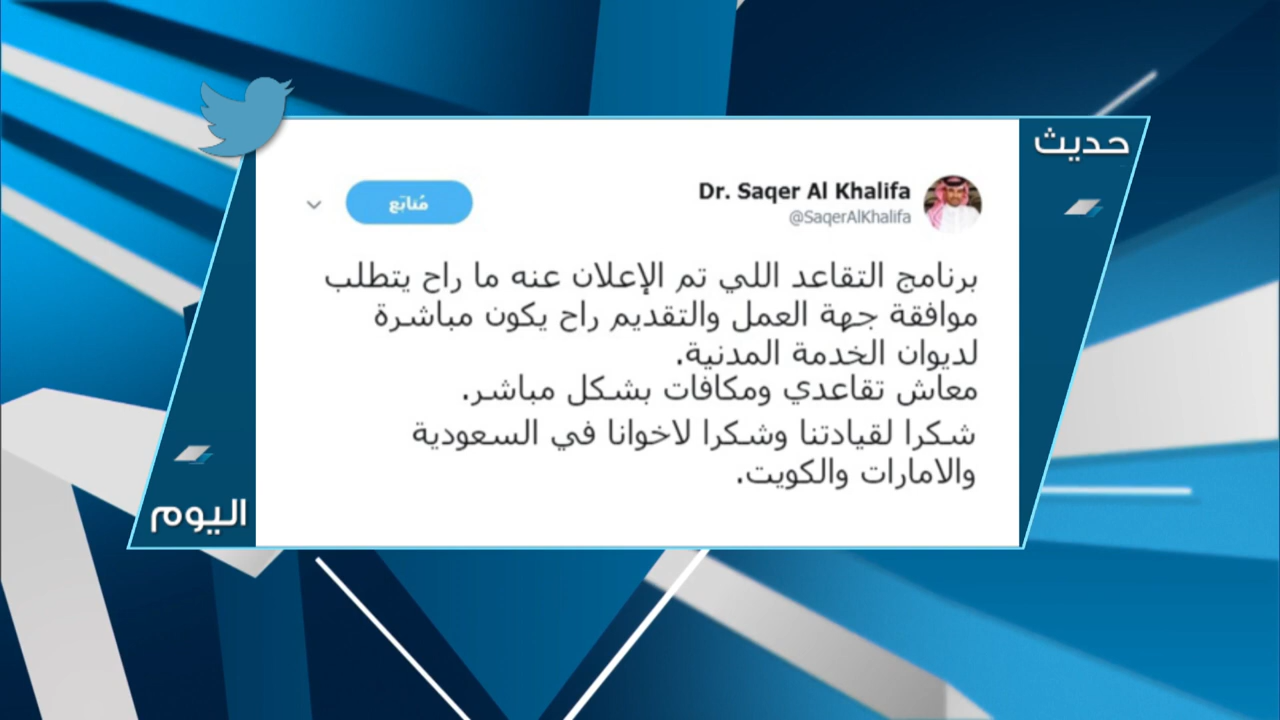 حديث
Dr. Saqer Al Khalifa
@SaqerAlKhalifa
مُتابَع
برنامج التقاعد اللي تم الإعلان عنه ما راح يتطلب
موافقة جهة العمل والتقديم راح يكون مباشرة
لديوان الخدمة المدنية.
معاش تقاعدي ومكافات بشكل مباشر.
شكرا لقيادتنا وشكرا لاخوانا في السعودية
والامارات والكويت.
اليوم